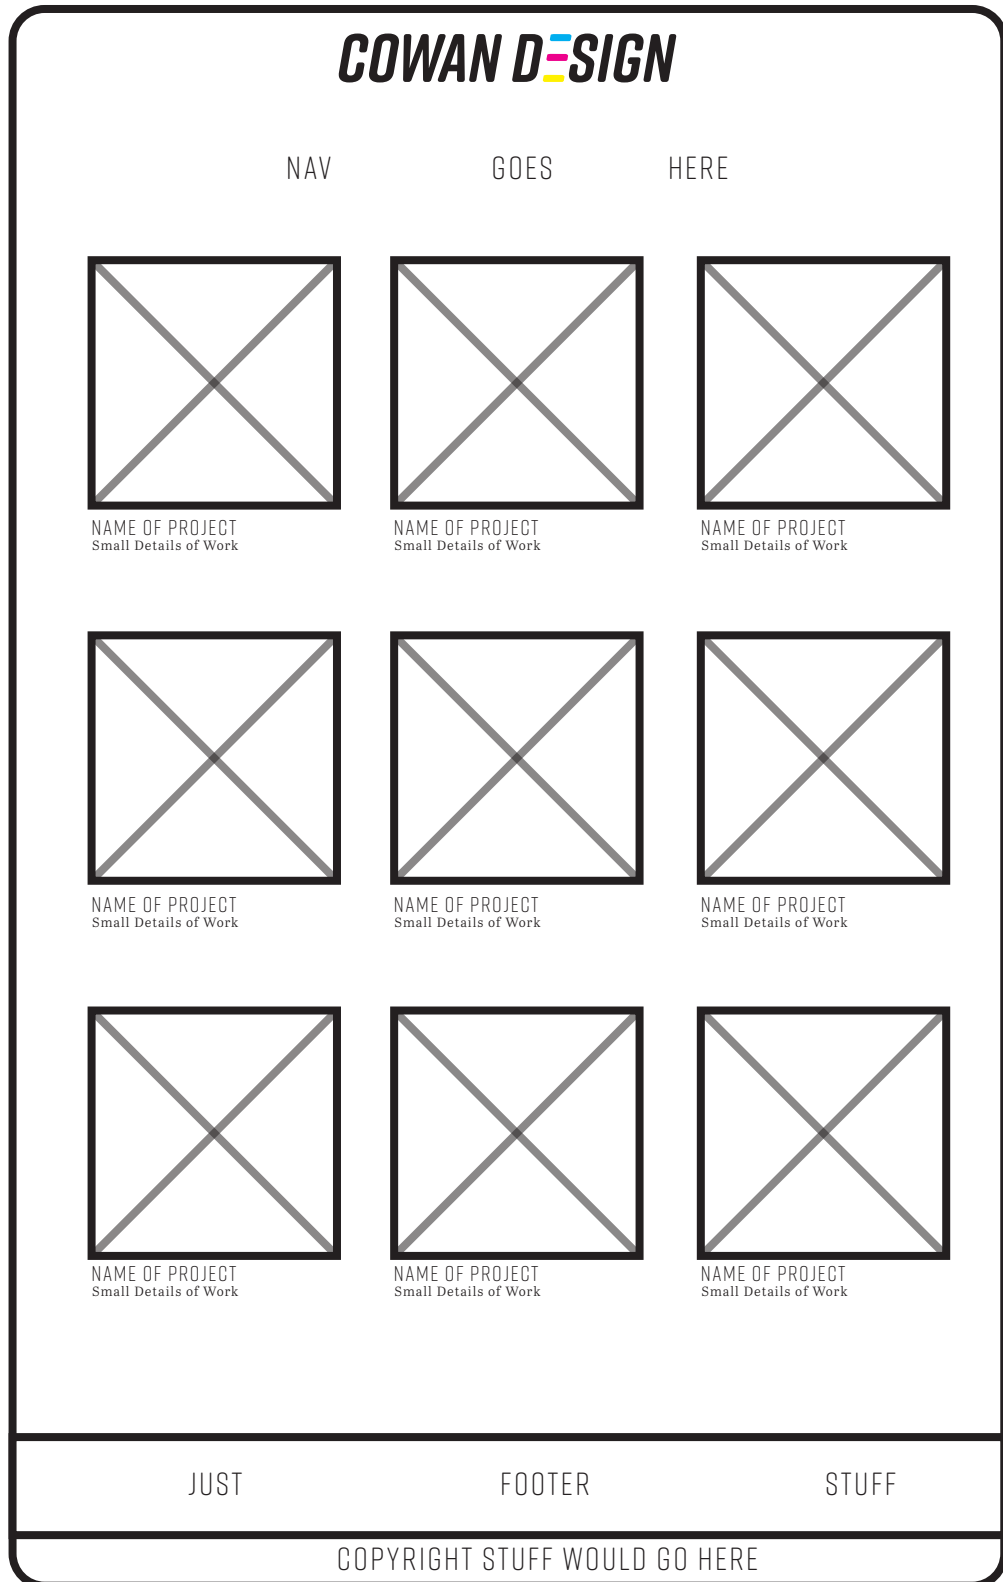 COWAN DESIGN
NAV GOES HERE
NAME OF PROJECT
Small Details of Work
NAME OF PROJECT
Small Details of Work
NAME OF PROJECT
Small Details of Work
NAME OF PROJECT
Small Details of Work
NAME OF PROJECT
Small Details of Work
NAME OF PROJECT
Small Details of Work
NAME OF PROJECT
Small Details of Work
NAME OF PROJECT
Small Details of Work
NAME OF PROJECT
Small Details of Work
JUST FOOTER STUFF
COPYRIGHT STUFF WOULD GO HERE